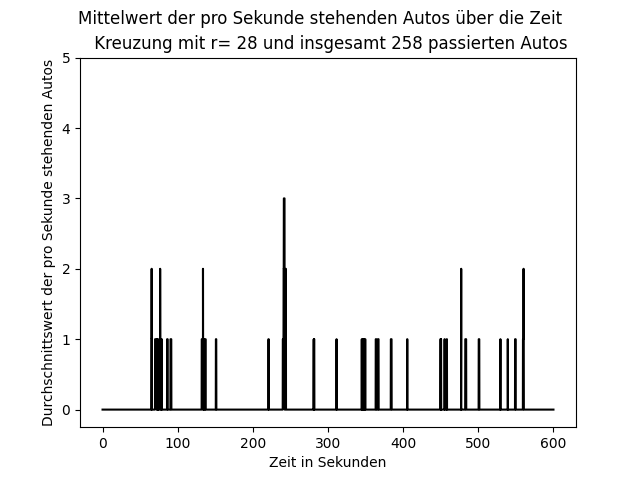 Mittelwert der pro Sekunde stehenden Autos über die Zeit
Kreuzung mit r= 28 und insgesamt 258 passierten Autos
Durchschnittswert der pro Sekunde stehenden Autos
5
4
3
2
1
0
0 100 200 300 400 500 600
Zeit in Sekunden